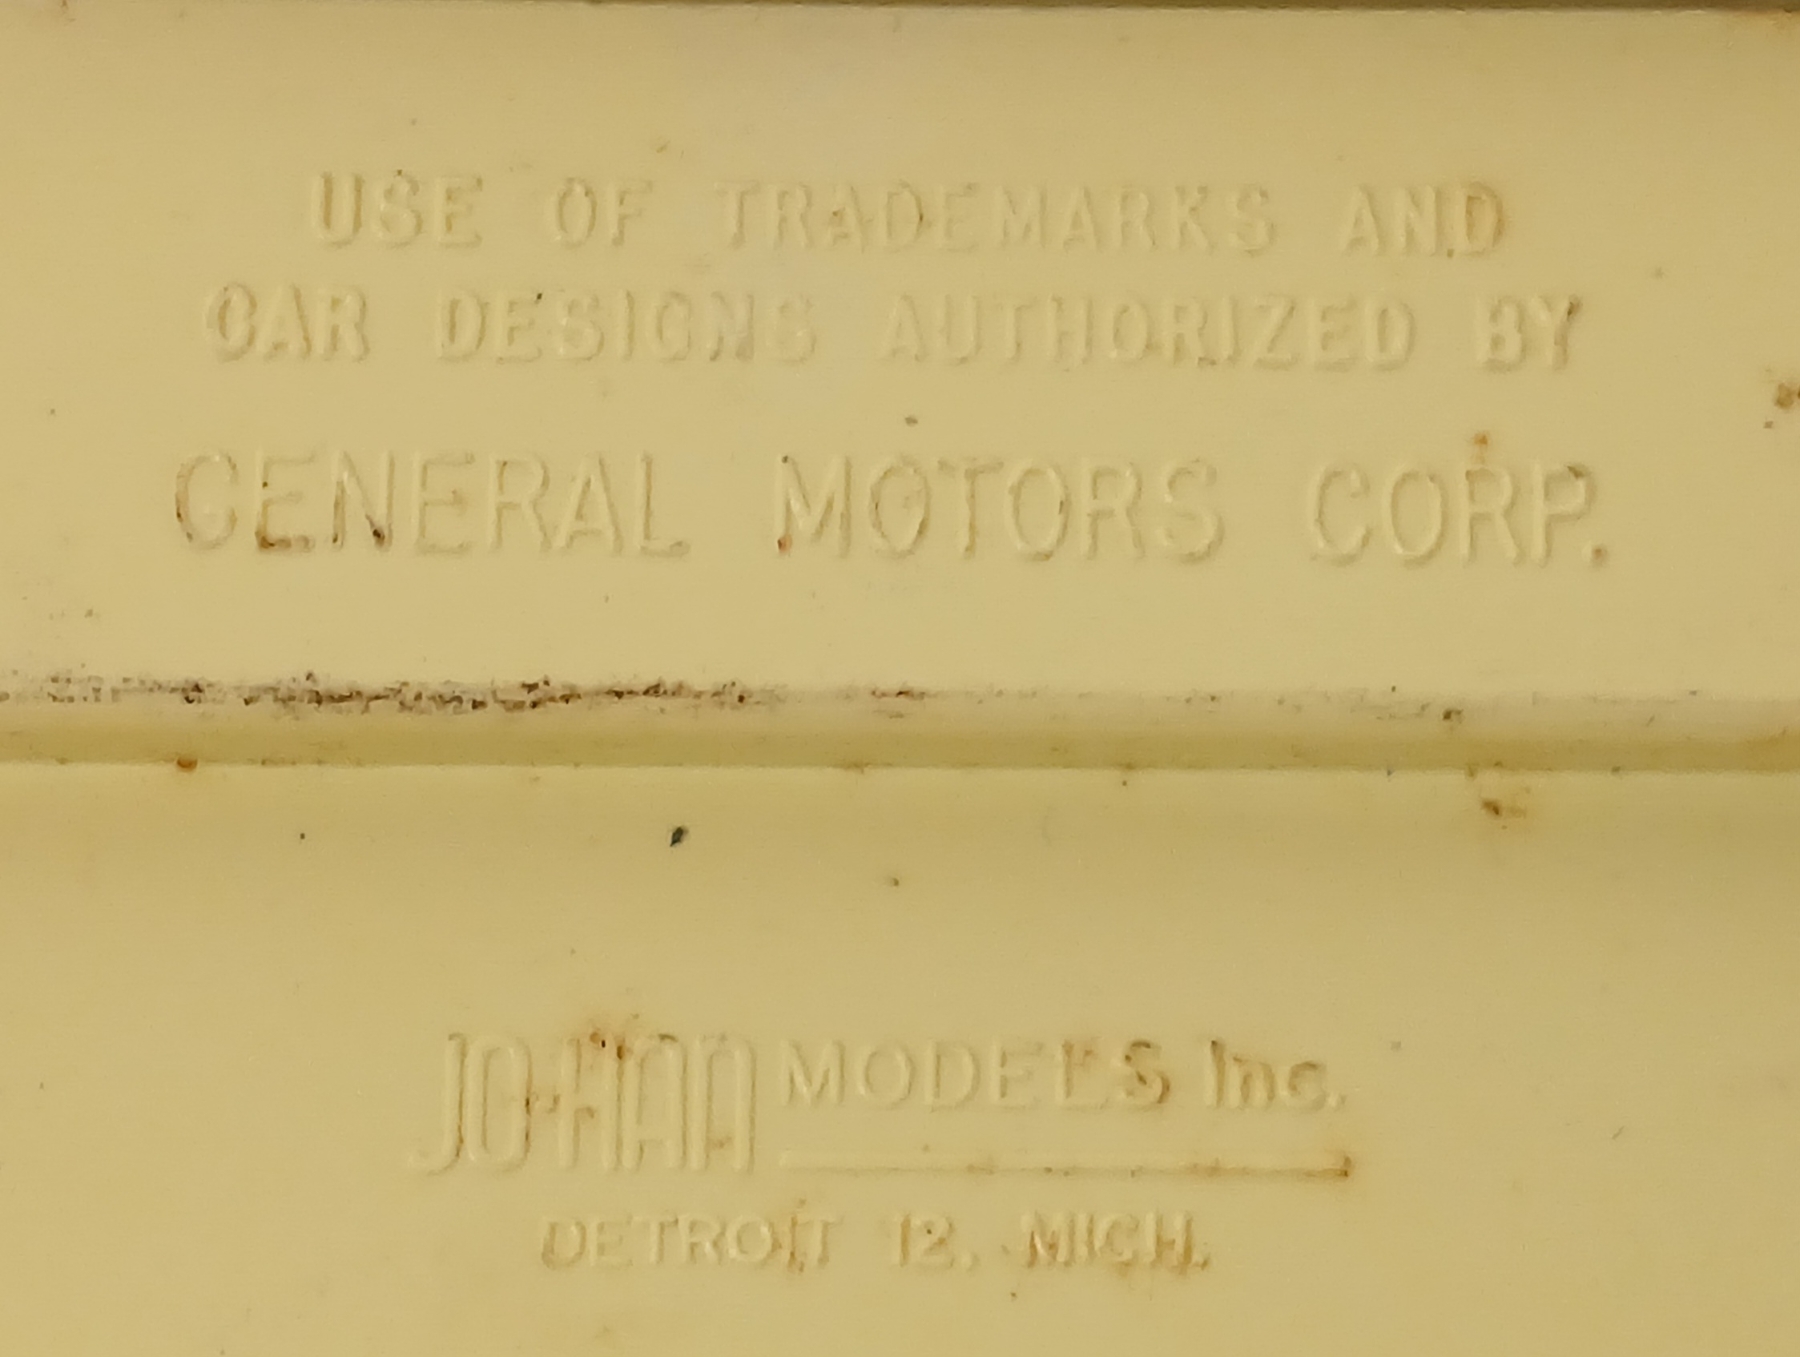 USE OF TRADEMARKS AND
CAR DESIGNS AUTHORIZED BY
GENERAL MOTORS CORP.
JO-HAN MODELS Inc.
DETROIT 12, MICH.